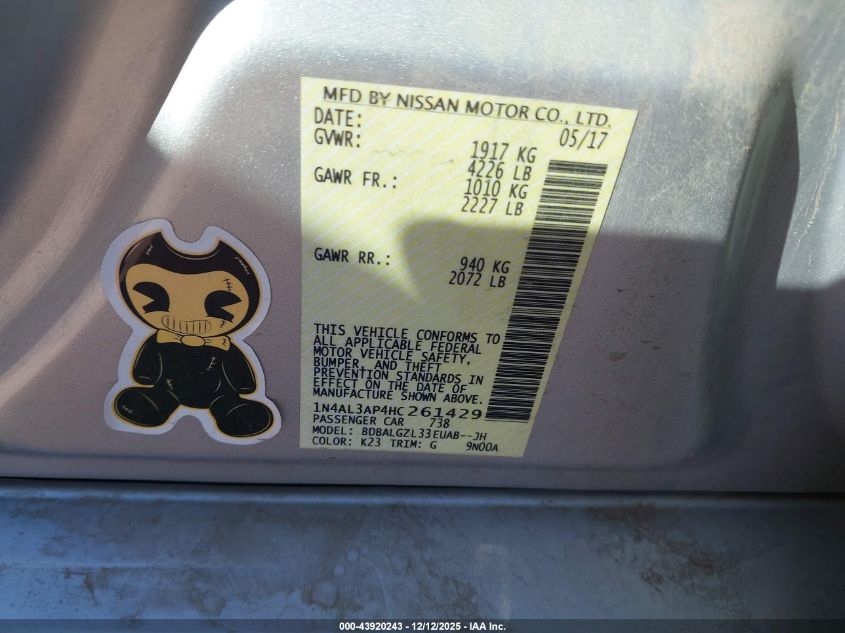 MFD BY NISSAN MOTOR CO., LTD.
DATE: 05/17
GVWR: 1917 KG
4226 LB
GAWR FR.: 1010 KG
2227 LB
GAWR RR.: 940 KG
2072 LB
THIS VEHICLE CONFORMS TO
ALL APPLICABLE FEDERAL
MOTOR VEHICLE SAFETY,
BUMPER, AND THEFT
PREVENTION STANDARDS IN
EFFECT ON THE DATE OF
MANUFACTURE SHOWN ABOVE.
1N4AL3AP4HC261429
PASSENGER CAR 738
MODEL: BDBALGZL33EUAB--JH
COLOR: K23 TRIM: G 9N00A
000-43920243 - 12/12/2025 - IAA Inc.